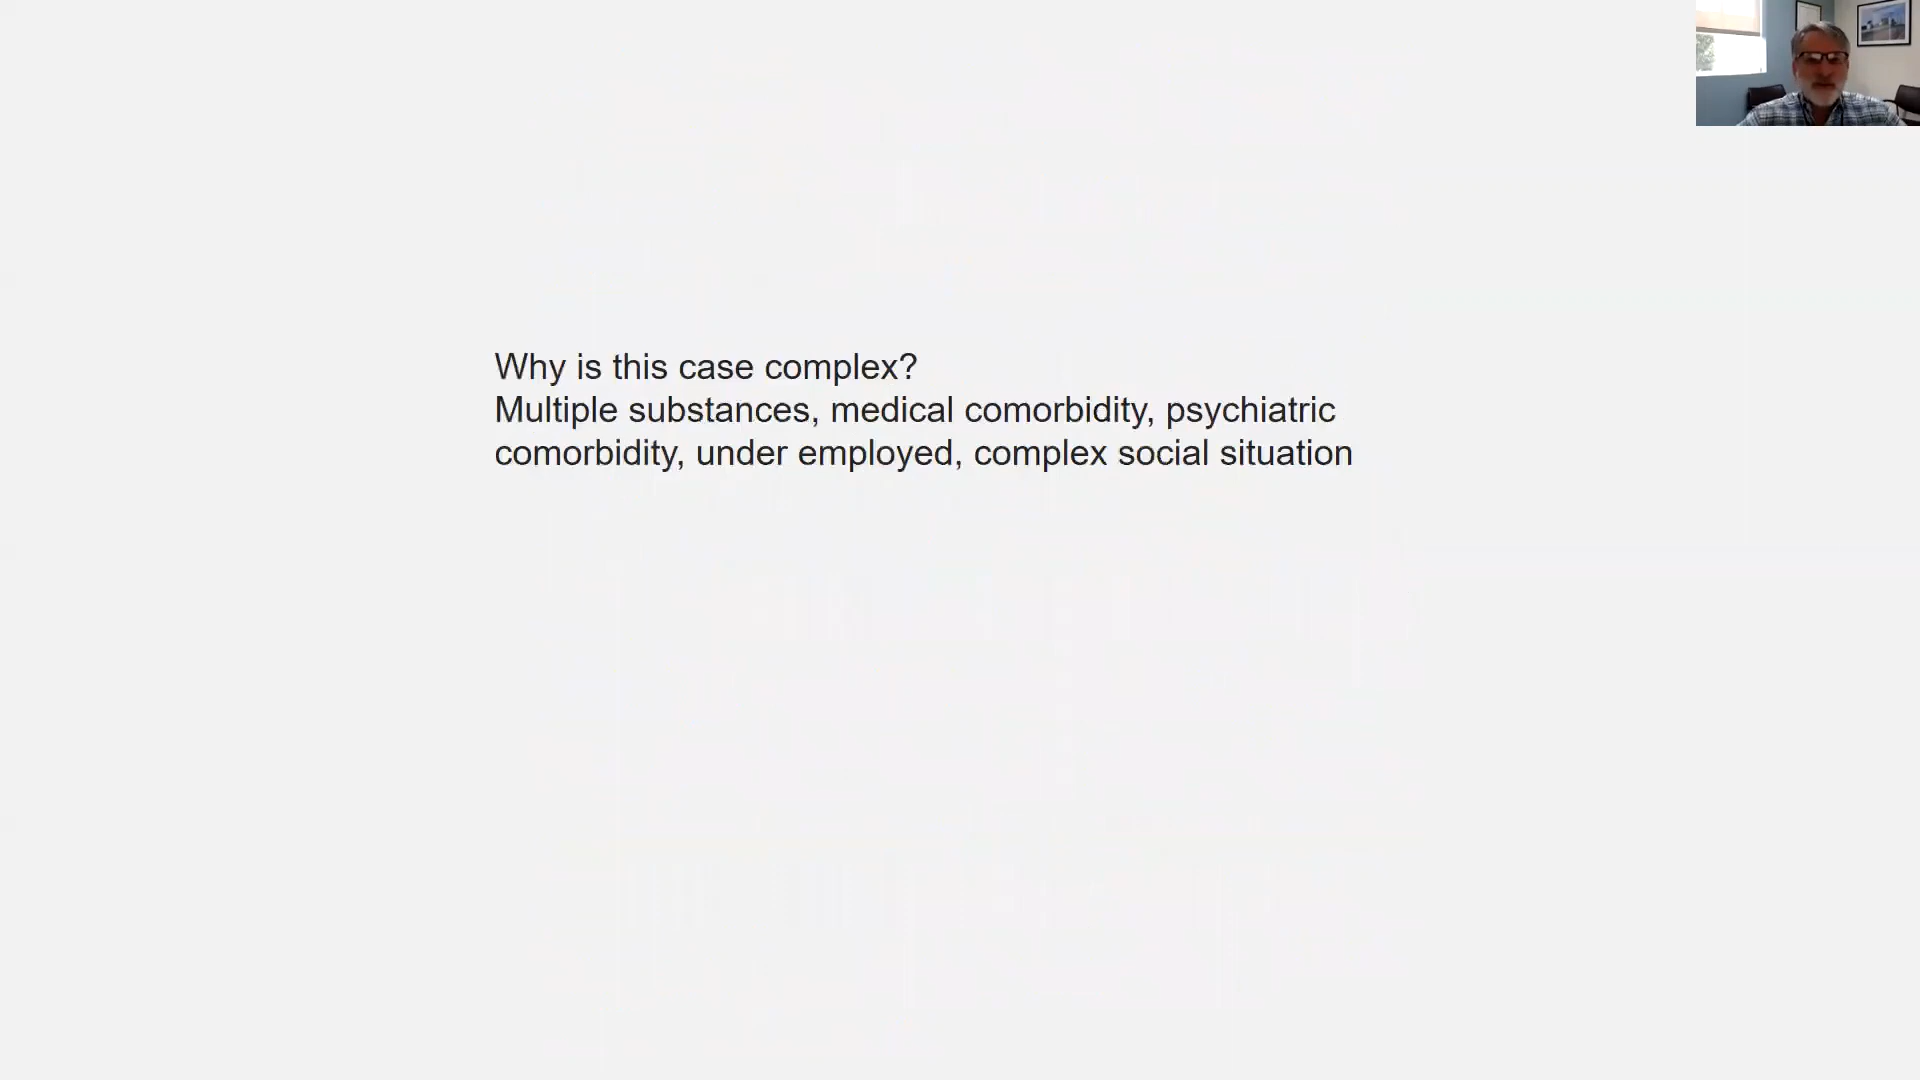 Why is this case complex?
Multiple substances, medical comorbidity, psychiatric
comorbidity, under employed, complex social situation